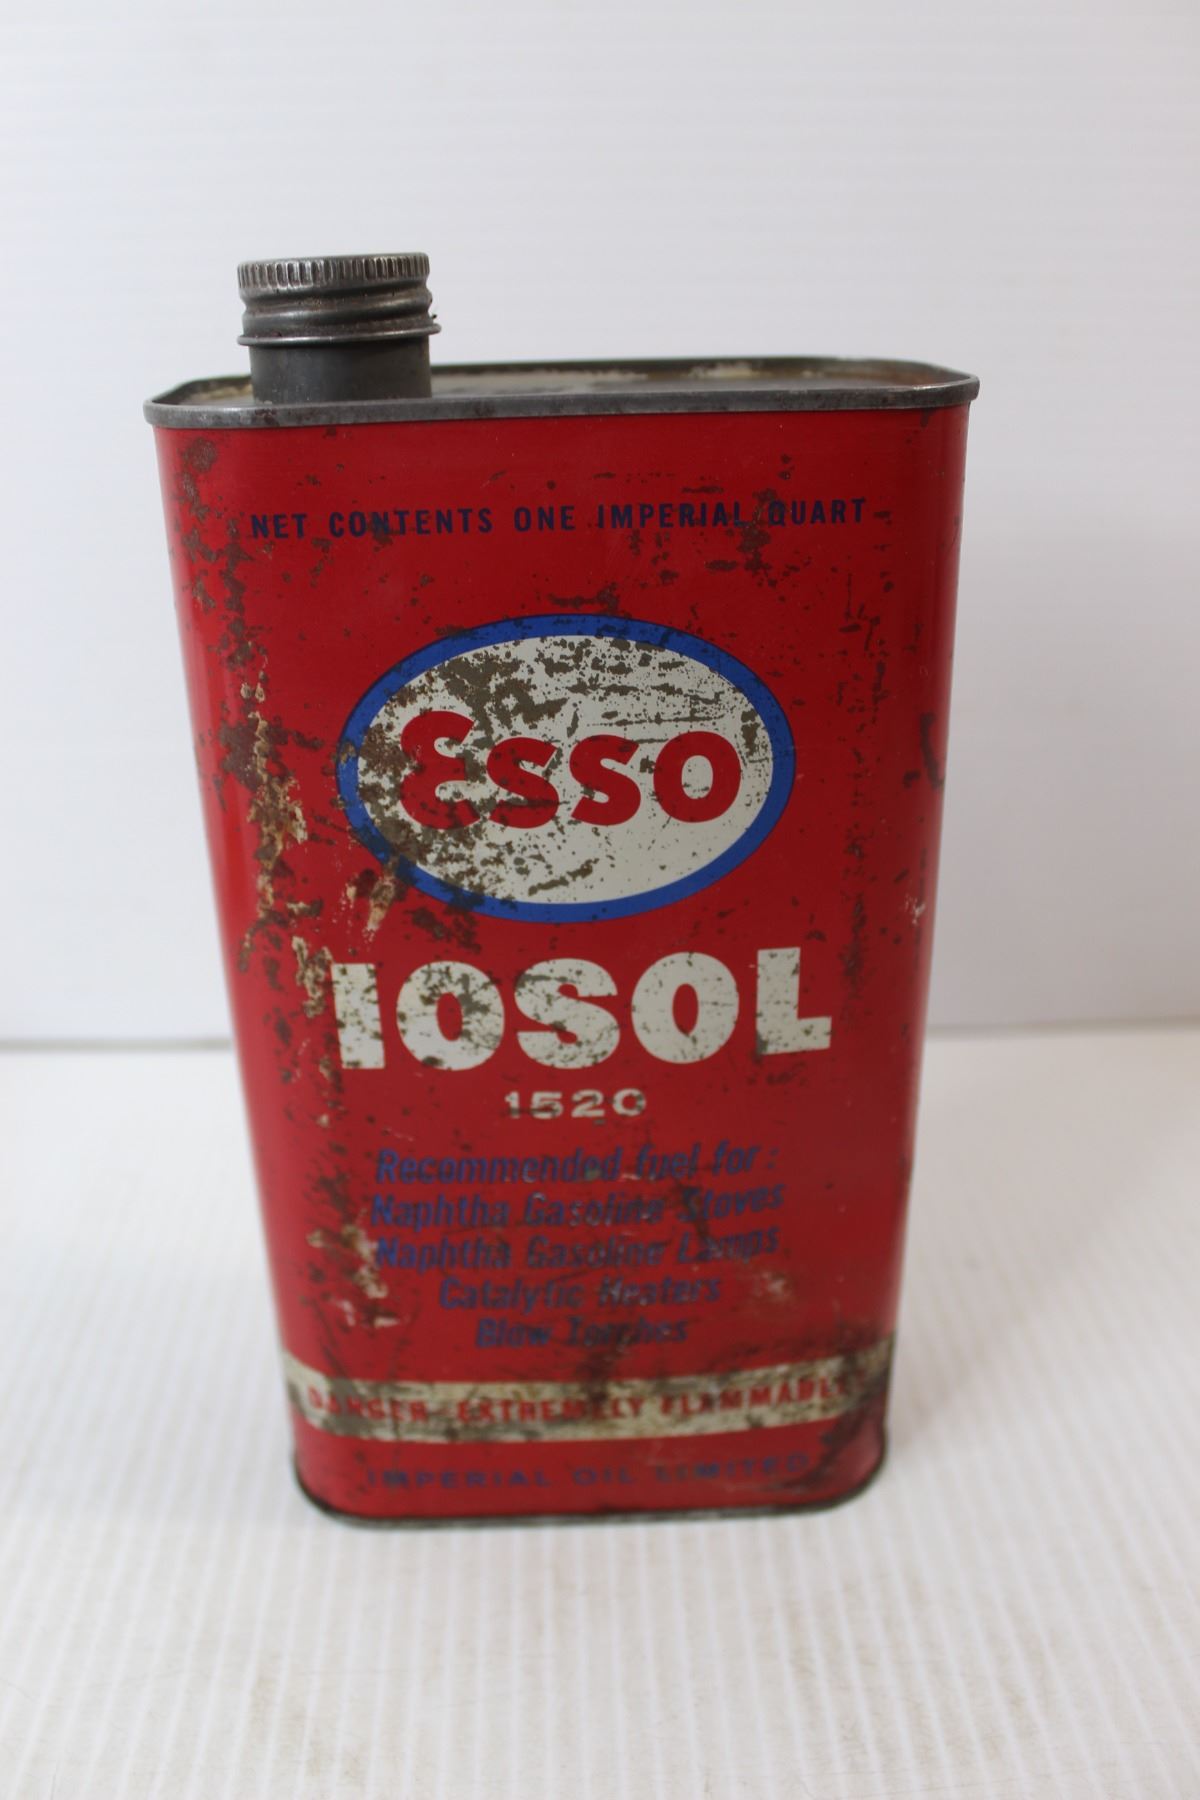 NET CONTENTS ONE IMPERIAL QUART
Esso
IOSOL
1520
Recommended fuel for:
Naphtha Gasoline Stoves
Naphtha Gasoline Lamps
Catalytic Heaters
Blow Torches
DANGER-EXTREMELY FLAMMABLE
IMPERIAL OIL LIMITED